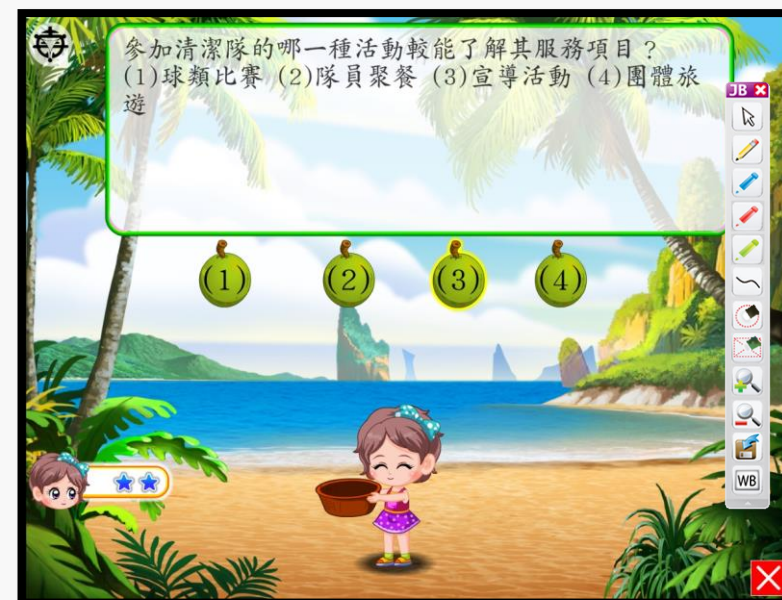 參加清潔隊的哪一種活動較能了解其服務項目？
(1)球類比賽 (2)隊員聚餐 (3)宣導活動 (4)團體旅
遊
JB
(1) (2) (3) (4)
WB